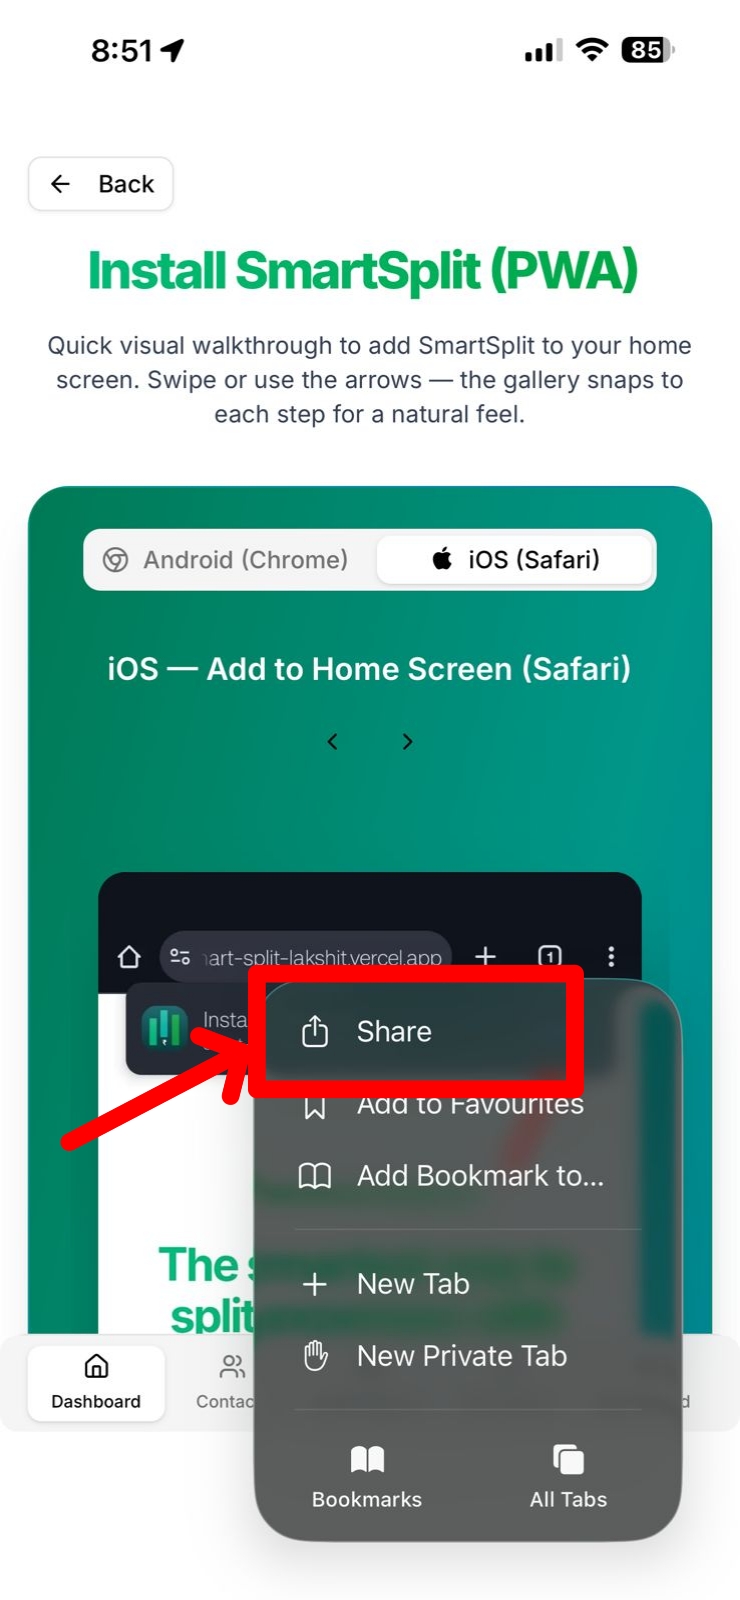 8:51
85
Back
Install SmartSplit (PWA)
Quick visual walkthrough to add SmartSplit to your home
screen. Swipe or use the arrows — the gallery snaps to
each step for a natural feel.
Android (Chrome)
iOS (Safari)
iOS — Add to Home Screen (Safari)
art-split-lakshit.vercel.app
1
Insta
Share
Add to Favourites
Add Bookmark to...
The
split
New Tab
New Private Tab
Dashboard
Contac
d
Bookmarks
All Tabs